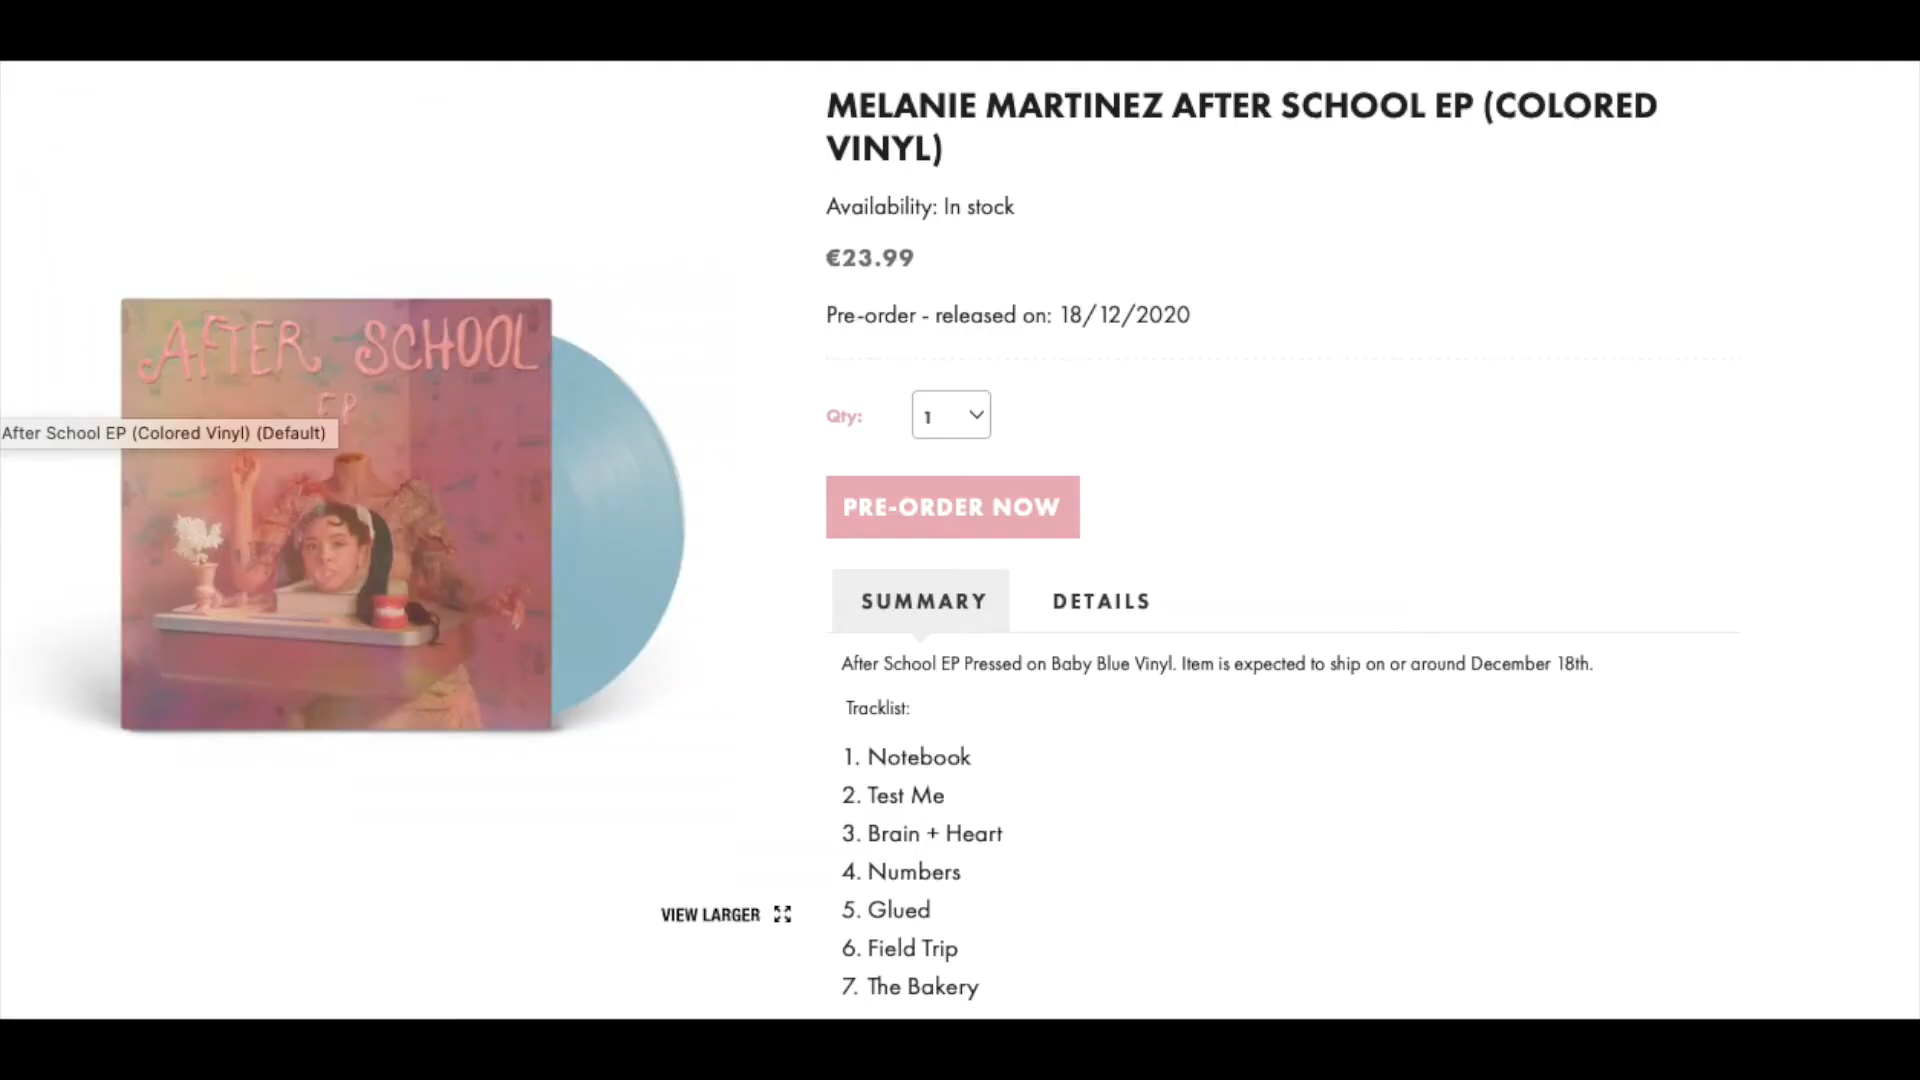 MELANIE MARTINEZ AFTER SCHOOL EP (COLORED
VINYL)
Availability: In stock
€23.99
Pre-order - released on: 18/12/2020
AFTER SCHOOL
EP
After School EP (Colored Vinyl) (Default)
Qty:
1
PRE-ORDER NOW
SUMMARY DETAILS
After School EP Pressed on Baby Blue Vinyl. Item is expected to ship on or around December 18th.
Tracklist:
1. Notebook
2. Test Me
3. Brain + Heart
4. Numbers
VIEW LARGER
5. Glued
6. Field Trip
7. The Bakery